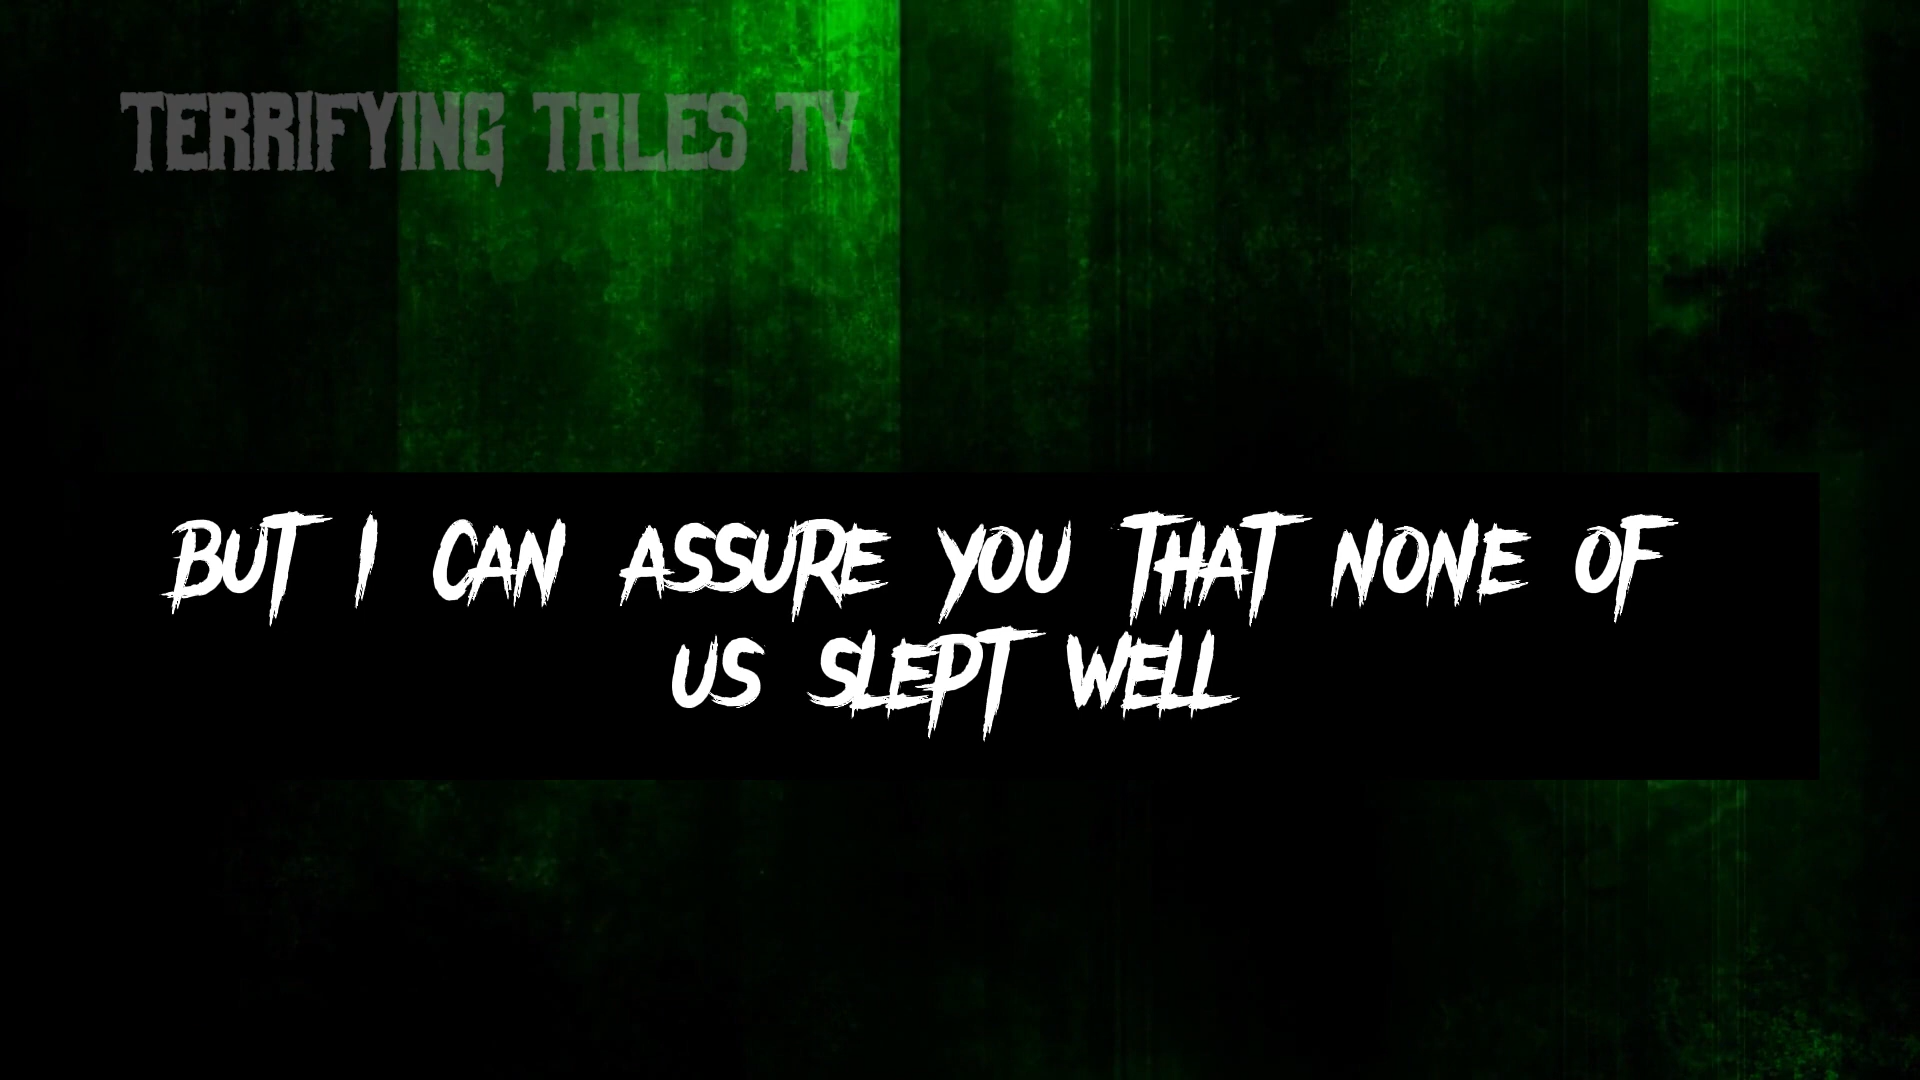 TERRIFYING TALES TV
BUT I CAN ASSURE YOU THAT NONE OF
US SLEPT WELL